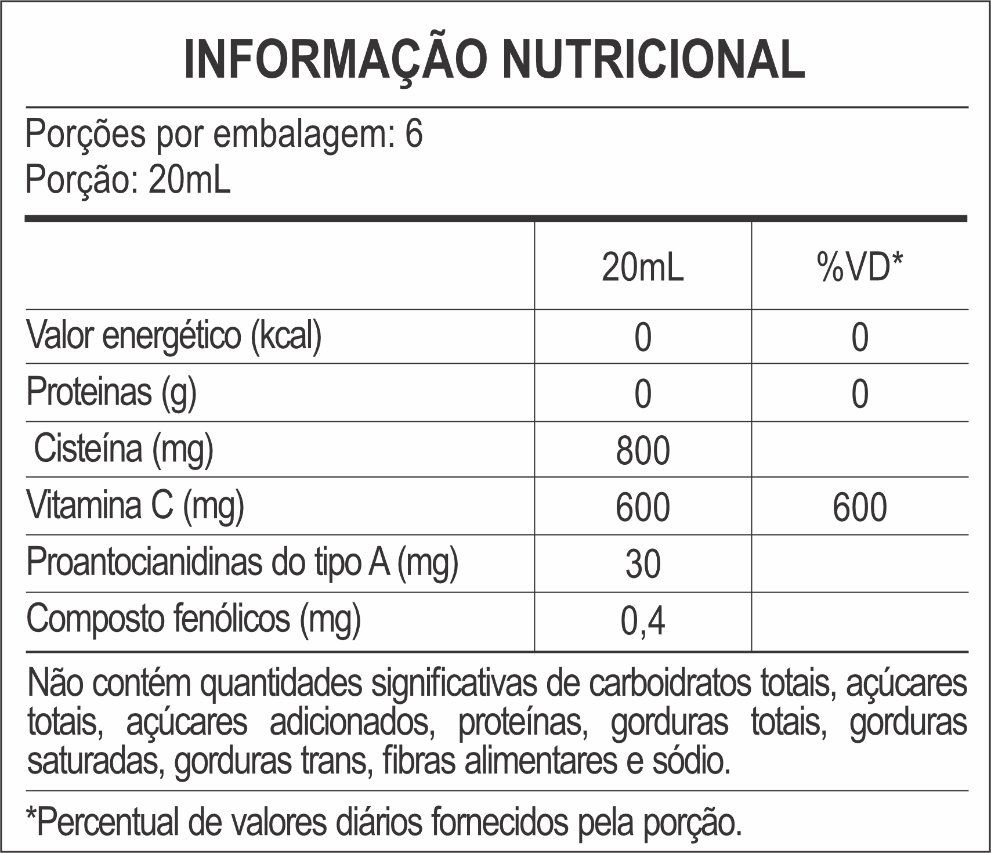 INFORMAÇÃO NUTRICIONAL
Porções por embalagem: 6
Porção: 20mL
20mL %VD*
Valor energético (kcal) 0 0
Proteinas (g) 0 0
Cisteína (mg) 800
Vitamina C (mg) 600 600
Proantocianidinas do tipo A (mg) 30
Composto fenólicos (mg) 0,4
Não contém quantidades significativas de carboidratos totais, açúcares
totais, açúcares adicionados, proteínas, gorduras totais, gorduras
saturadas, gorduras trans, fibras alimentares e sódio.
*Percentual de valores diários fornecidos pela porção.